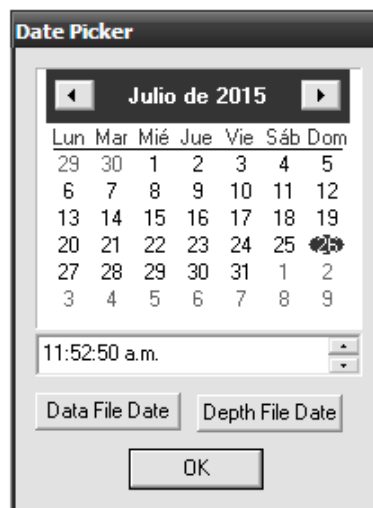 Date Picker
Julio de 2015
Lun Mar Mié Jue Vie Sáb Dom
29 30 1 2 3 4 5
6 7 8 9 10 11 12
13 14 15 16 17 18 19
20 21 22 23 24 25 26
27 28 29 30 31 1 2
3 4 5 6 7 8 9
11:52:50 a.m.
Data File Date Depth File Date
OK